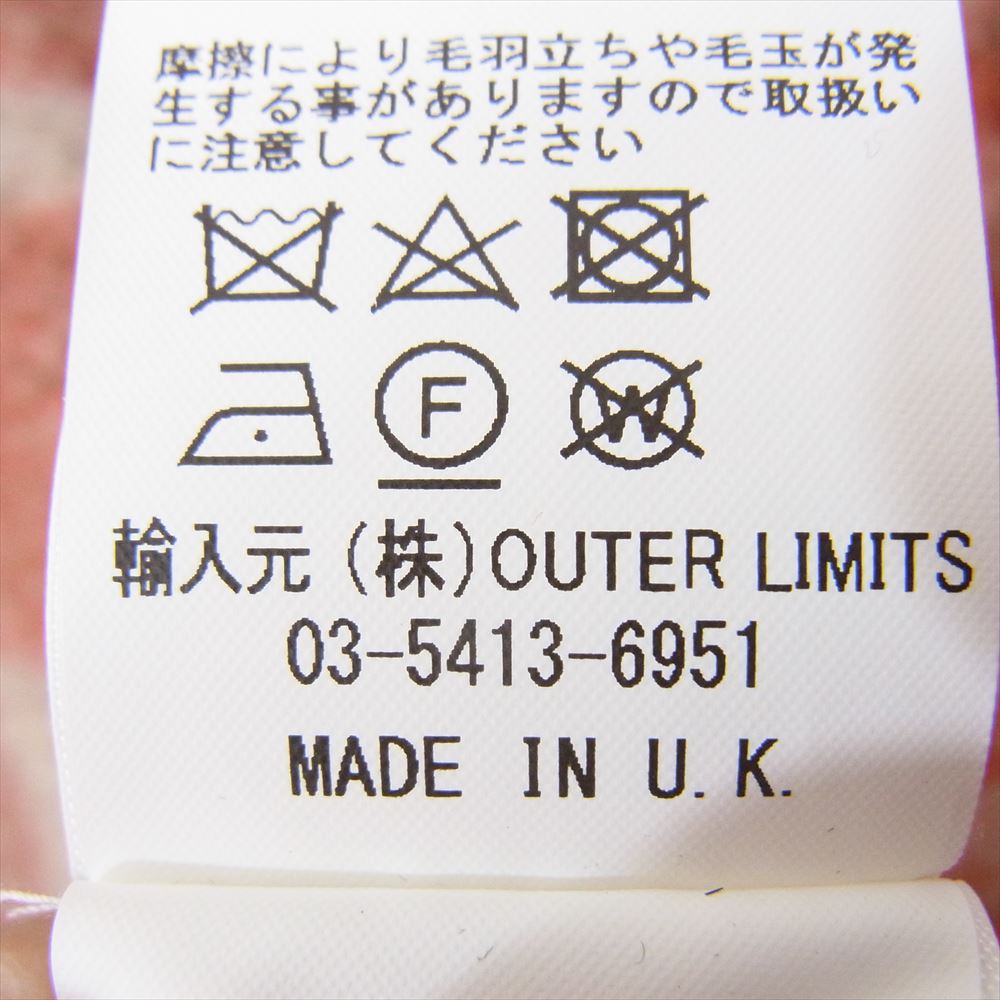 摩擦により毛羽立ちや毛玉が発
生する事がありますので取扱い
に注意してください
F
W
輸入元(株)OUTER LIMITS
03-5413-6951
MADE IN U.K.